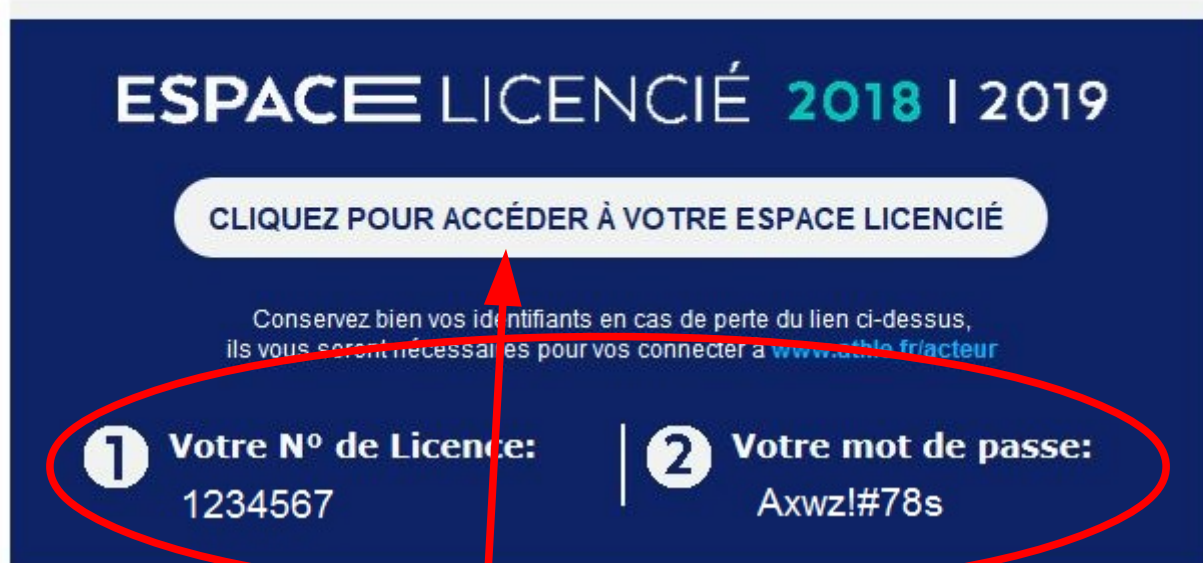 ESPACE LICENCIÉ 2018 | 2019
CLIQUEZ POUR ACCÉDER À VOTRE ESPACE LICENCIÉ
Conservez bien vos identifiants en cas de perte du lien ci-dessus,
ils vous seront nécessaires pour vos connecter à www.athle.fr/acteur
1 Votre N° de Licence: 2 Votre mot de passe:
1234567 Axwz!#78s